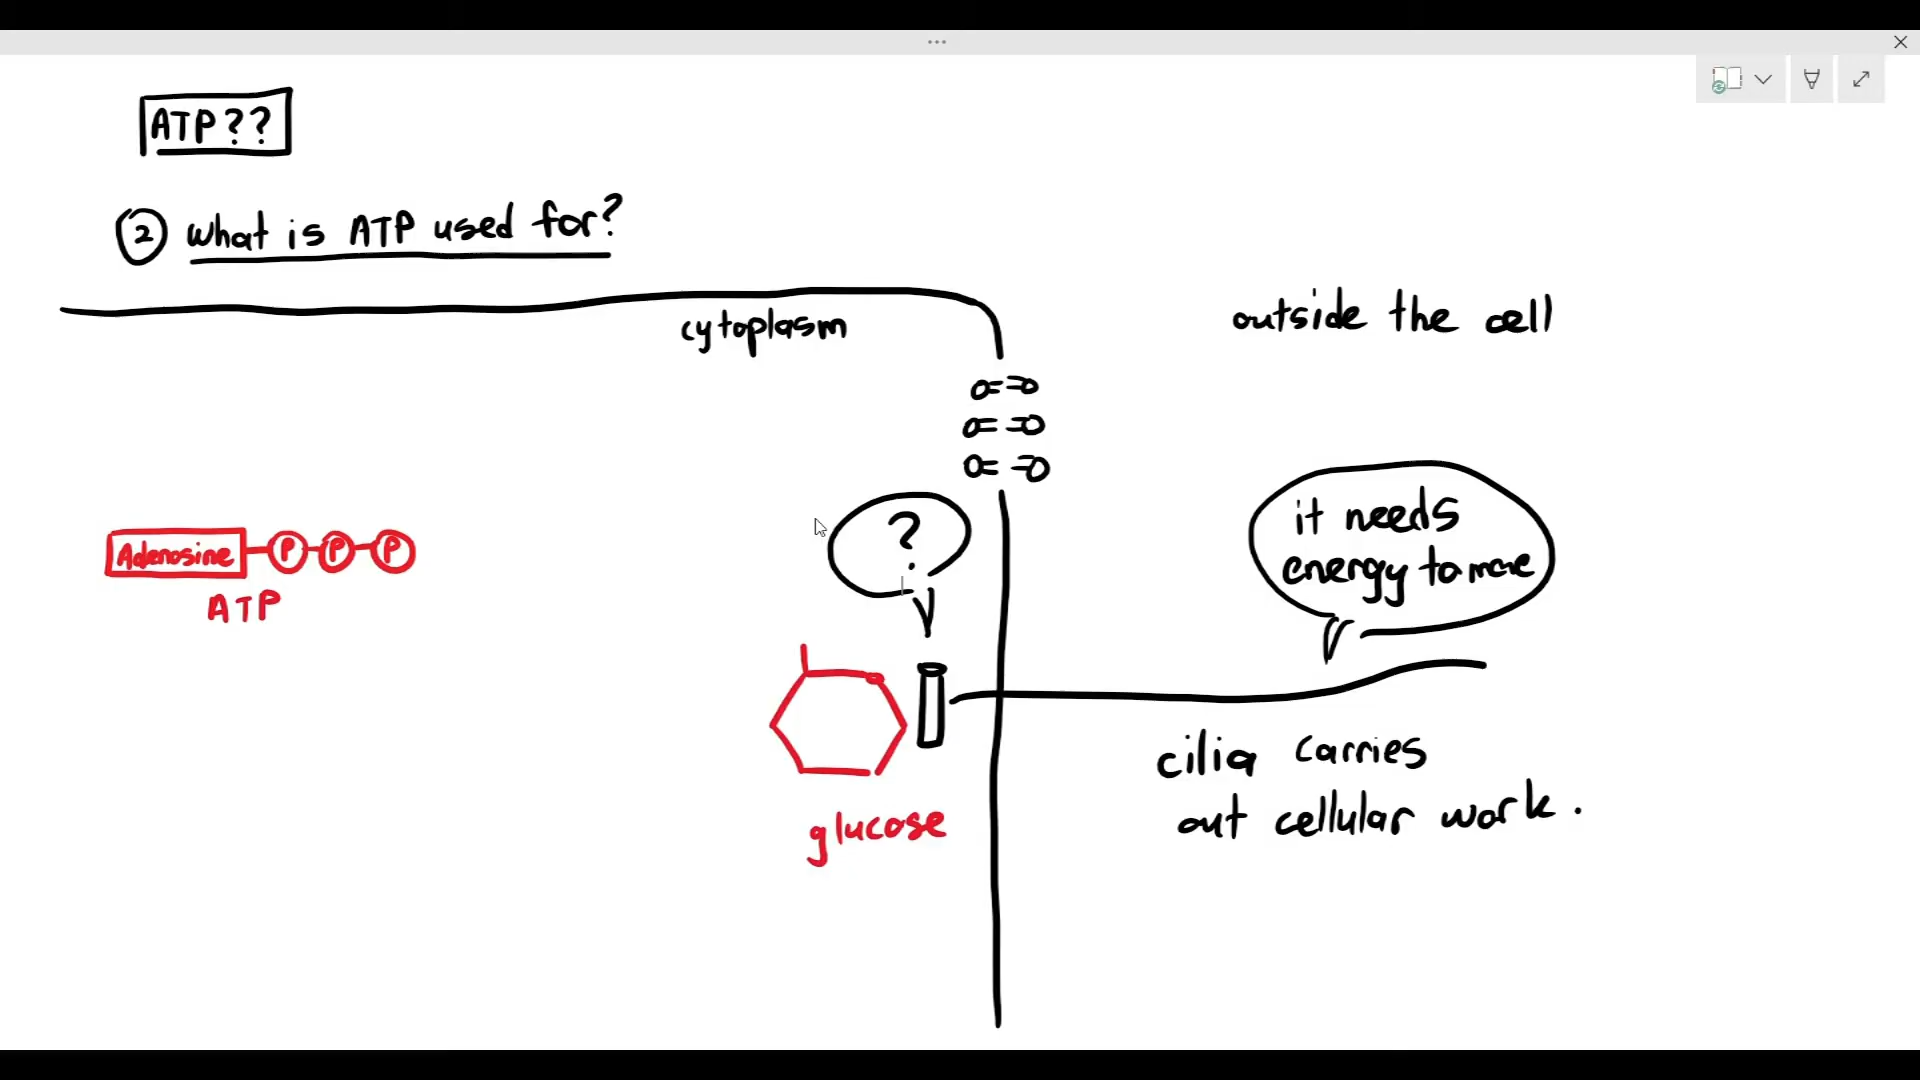 ATP??
2 What is ATP used for?
cytoplasm
outside the cell
?
it needs
energy to move
Adenosine P P P
ATP
glucose
cilia carries
out cellular work.